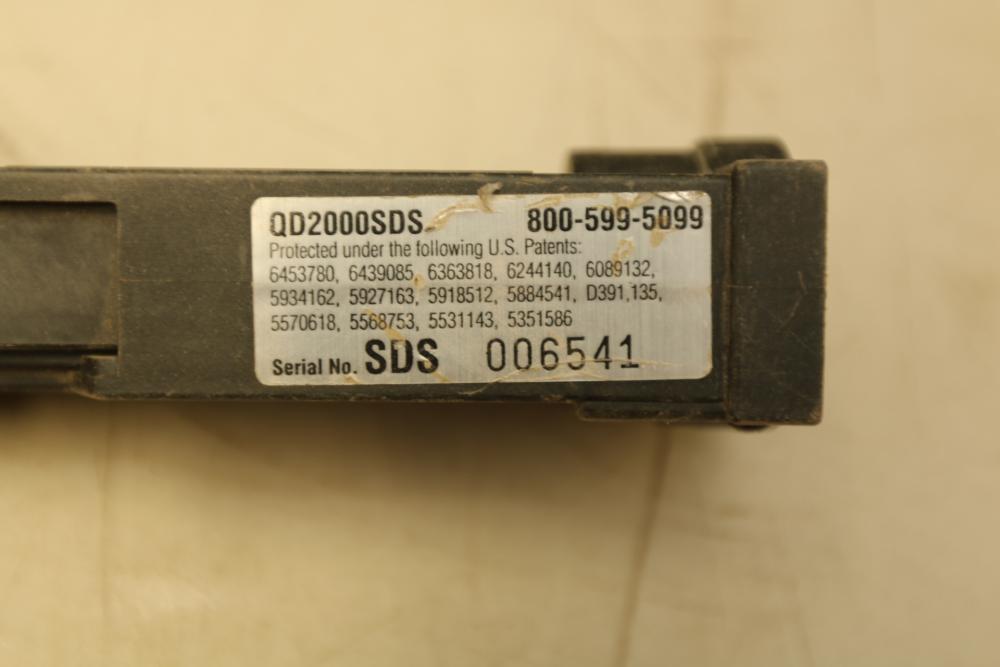 QD2000SDS 800-599-5099
Protected under the following U.S. Patents:
6453780, 6439085, 6363818, 6244140, 6089132,
5934162, 5927163, 5918512, 5884541, D391,135,
5570618, 5568753, 5531143, 5351586
Serial No. SDS 006541